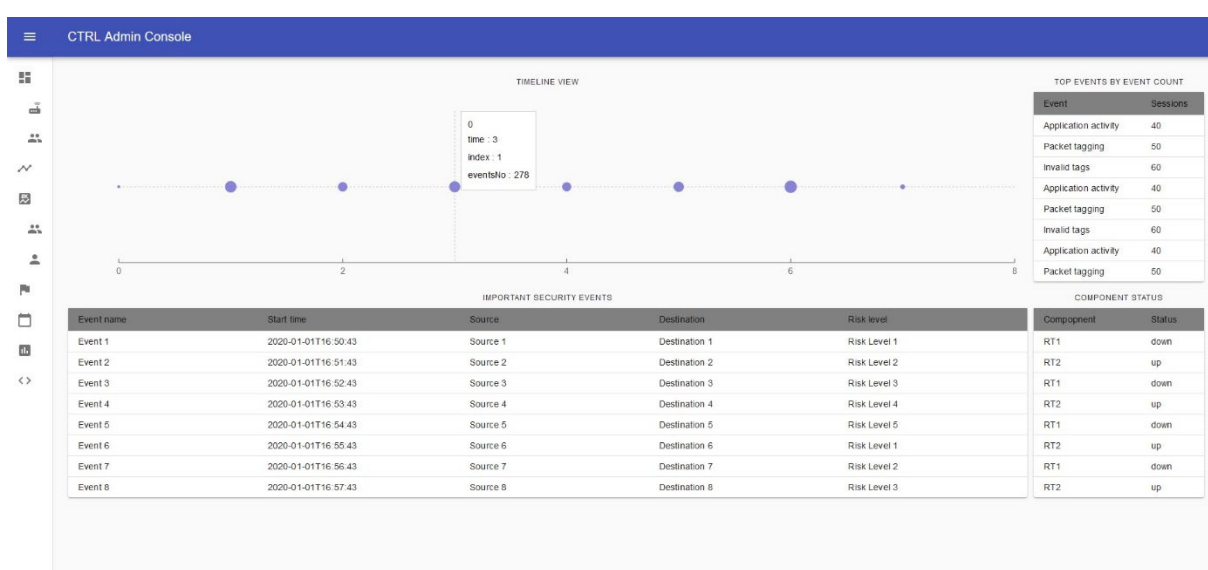 CTRL Admin Console
TIMELINE VIEW
0
time : 3
index : 1
eventsNo : 278
0 2 4 6 8
TOP EVENTS BY EVENT COUNT
Event Sessions
Application activity 40
Packet tagging 50
Invalid tags 60
Application activity 40
Packet tagging 50
Invalid tags 60
Application activity 40
Packet tagging 50
IMPORTANT SECURITY EVENTS
Event name Start time Source Destination Risk level
Event 1 2020-01-01T16:50:43 Source 1 Destination 1 Risk Level 1
Event 2 2020-01-01T16:51:43 Source 2 Destination 2 Risk Level 2
Event 3 2020-01-01T16:52:43 Source 3 Destination 3 Risk Level 3
Event 4 2020-01-01T16:53:43 Source 4 Destination 4 Risk Level 4
Event 5 2020-01-01T16:54:43 Source 5 Destination 5 Risk Level 5
Event 6 2020-01-01T16:55:43 Source 6 Destination 6 Risk Level 1
Event 7 2020-01-01T16:56:43 Source 7 Destination 7 Risk Level 2
Event 8 2020-01-01T16:57:43 Source 8 Destination 8 Risk Level 3
COMPONENT STATUS
Compopnent Status
RT1 down
RT2 up
RT1 down
RT2 up
RT1 down
RT2 up
RT1 down
RT2 up